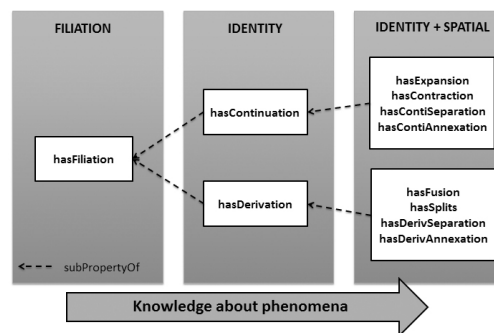 FILIATION
IDENTITY
IDENTITY + SPATIAL
hasFiliation
hasContinuation
hasDerivation
hasExpansion
hasContraction
hasContiSeparation
hasContiAnnexation
hasFusion
hasSplits
hasDerivSeparation
hasDerivAnnexation
subPropertyOf
Knowledge about phenomena